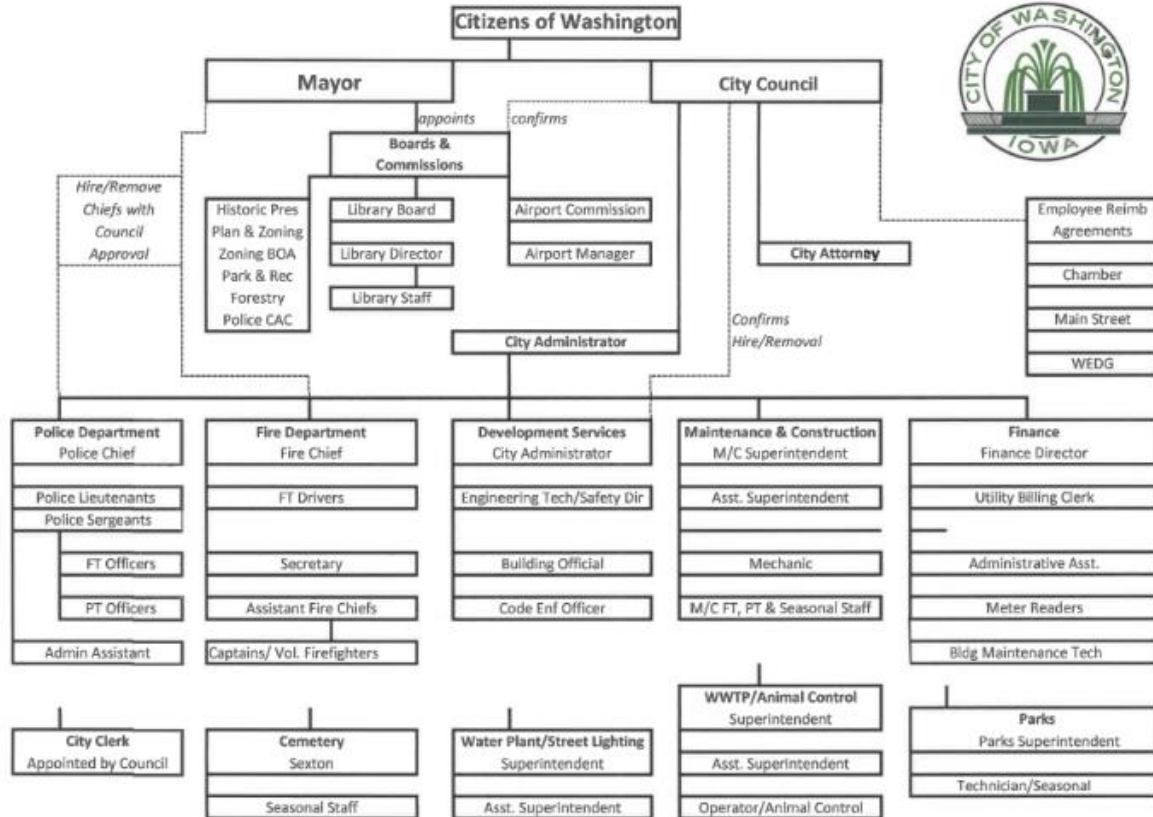 Citizens of Washington
CITY OF WASHINGTON
IOWA
Mayor
City Council
appoints
confirms
Boards &
Commissions
Hire/Remove
Chiefs with
Council
Approval
Historic Pres
Plan & Zoning
Zoning BOA
Park & Rec
Forestry
Police CAC
Library Board
Library Director
Library Staff
Airport Commission
Airport Manager
City Attorney
Employee Reimb
Agreements
Chamber
Main Street
WEDG
Confirms
Hire/Removal
City Administrator
Police Department
Police Chief
Police Lieutenants
Police Sergeants
FT Officers
PT Officers
Admin Assistant
Fire Department
Fire Chief
FT Drivers
Secretary
Assistant Fire Chiefs
Captains/ Vol. Firefighters
Development Services
City Administrator
Engineering Tech/Safety Dir
Building Official
Code Enf Officer
Maintenance & Construction
M/C Superintendent
Asst. Superintendent
Mechanic
M/C FT, PT & Seasonal Staff
Finance
Finance Director
Utility Billing Clerk
Administrative Asst.
Meter Readers
Bldg Maintenance Tech
City Clerk
Appointed by Council
Cemetery
Sexton
Seasonal Staff
Water Plant/Street Lighting
Superintendent
Asst. Superintendent
WWTP/Animal Control
Superintendent
Asst. Superintendent
Operator/Animal Control
Parks
Parks Superintendent
Technician/Seasonal